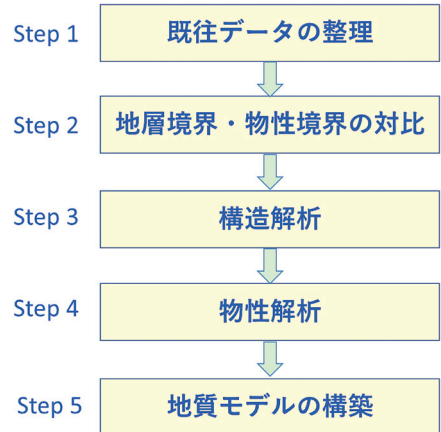 Step 1 既往データの整理
Step 2 地層境界・物性境界の対比
Step 3 構造解析
Step 4 物性解析
Step 5 地質モデルの構築